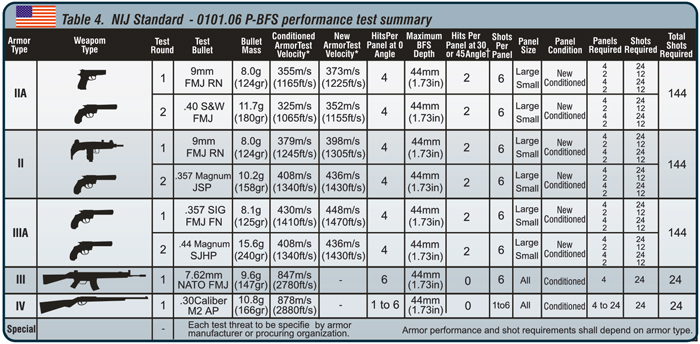 Table 4. NIJ Standard - 0101.06 P-BFS performance test summary
Armor Type Weapon Type Test Round Test Bullet Bullet Mass Conditioned ArmorTest Velocity* New ArmorTest Velocity* HitsPer Panel at 0 Angle Maximum BFS Depth Hits Per Panel at 30 or 45Angle† Shots Per Panel Panel Size Panel Condition Panels Required Shots Required Total Shots Required
IIA 1 9mm FMJ RN 8.0g (124gr) 355m/s (1165ft/s) 373m/s (1225ft/s) 4 44mm (1.73in) 2 6 Large Small New Conditioned 4 2 4 2 24 12 24 12 144
2 .40 S&W FMJ 11.7g (180gr) 325m/s (1065ft/s) 352m/s (1155ft/s) 4 44mm (1.73in) 2 6 Large Small New Conditioned 4 2 4 2 24 12 24 12
II 1 9mm FMJ RN 8.0g (124gr) 379m/s (1245ft/s) 398m/s (1305ft/s) 4 44mm (1.73in) 2 6 Large Small New Conditioned 4 2 4 2 24 12 24 12 144
2 .357 Magnum JSP 10.2g (158gr) 408m/s (1340ft/s) 436m/s (1430ft/s) 4 44mm (1.73in) 2 6 Large Small New Conditioned 4 2 4 2 24 12 24 12
IIIA 1 .357 SIG FMJ FN 8.1g (125gr) 430m/s (1410ft/s) 448m/s (1470ft/s) 4 44mm (1.73in) 2 6 Large Small New Conditioned 4 2 4 2 24 12 24 12 144
2 .44 Magnum SJHP 15.6g (240gr) 408m/s (1340ft/s) 436m/s (1430ft/s) 4 44mm (1.73in) 2 6 Large Small New Conditioned 4 2 4 2 24 12 24 12
III 1 7.62mm NATO FMJ 9.6g (147gr) 847m/s (2780ft/s) - 6 44mm (1.73in) 0 6 All Conditioned 4 24 24
IV 1 .30Caliber M2 AP 10.8g (166gr) 878m/s (2880ft/s) - 1 to 6 44mm (1.73in) 0 1to6 All Conditioned 4 to 24 24 24
Special - Each test threat to be specifie by armor manufacturer or procuring organization. Armor performance and shot requirements shall depend on armor type.